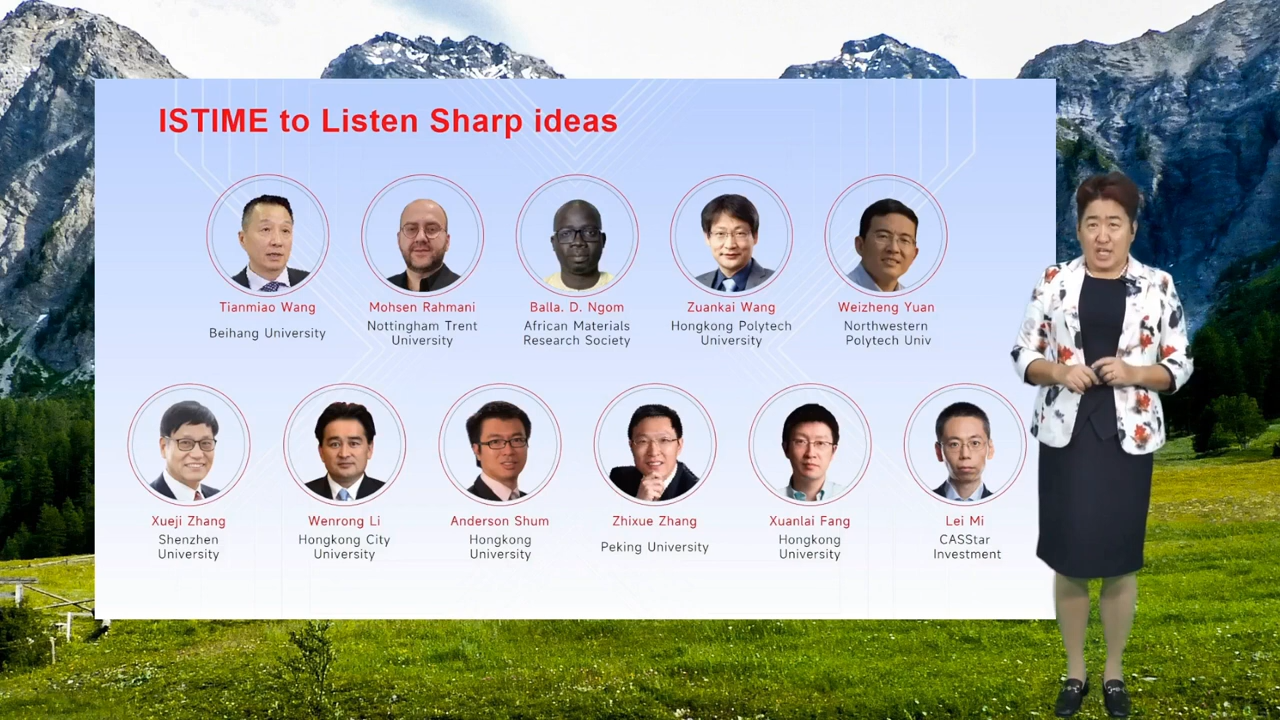 ISTIME to Listen Sharp ideas
Tianmiao Wang
Beihang University
Mohsen Rahmani
Nottingham Trent
University
Balla. D. Ngom
African Materials
Research Society
Zuankai Wang
Hongkong Polytech
University
Weizheng Yuan
Northwestern
Polytech Univ
Xueji Zhang
Shenzhen
University
Wenrong Li
Hongkong City
University
Anderson Shum
Hongkong
University
Zhixue Zhang
Peking University
Xuanlai Fang
Hongkong
University
Lei Mi
CASStar
Investment